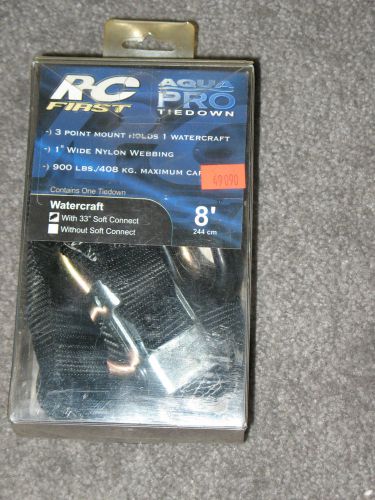 RC
FIRST
AQUA
PRO
TIEDOWN
-) 3 POINT MOUNT HOLDS 1 WATERCRAFT
-) 1" WIDE NYLON WEBBING
-) 900 LBS./408 KG. MAXIMUM CAP
49090
Contains One Tiedown
Watercraft
With 33" Soft Connect
Without Soft Connect
8'
244 cm